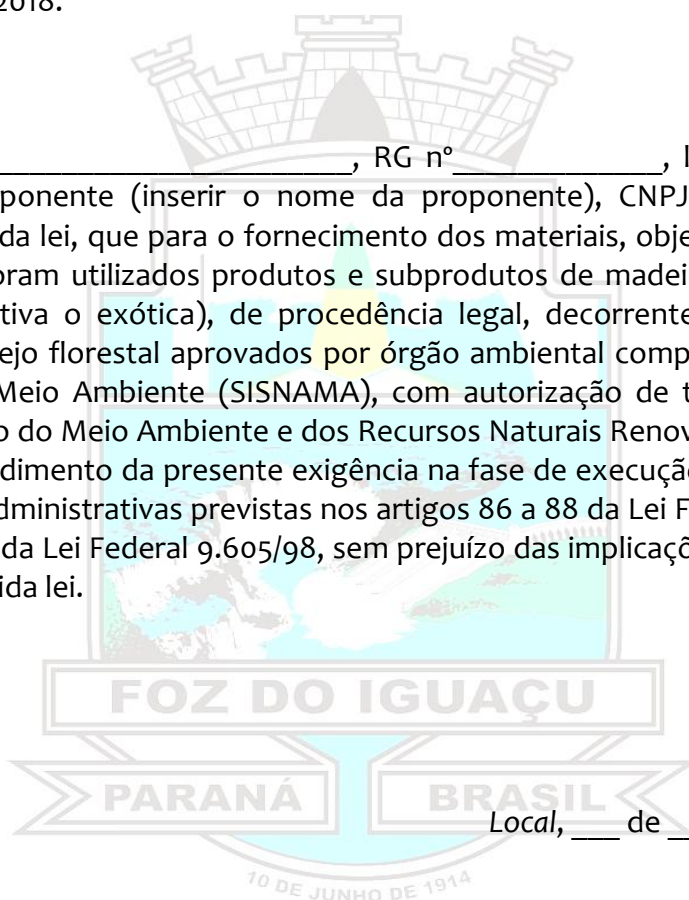 2018.
______________________, RG nº_____________, l
ponente (inserir o nome da proponente), CNPJ
da lei, que para o fornecimento dos materiais, obje
oram utilizados produtos e subprodutos de madei
tiva o exótica), de procedência legal, decorrente
ejo florestal aprovados por órgão ambiental comp
Meio Ambiente (SISNAMA), com autorização de t
o do Meio Ambiente e dos Recursos Naturais Renov
dimento da presente exigência na fase de execução
dministrativas previstas nos artigos 86 a 88 da Lei F
da Lei Federal 9.605/98, sem prejuízo das implicaçõ
ida lei.
FOZ DO IGUAÇU
PARANÁ BRASIL
Local, ___ de __
10 DE JUNHO DE 1914